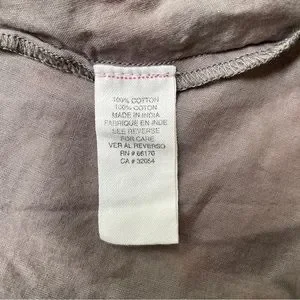 100% COTTON
100% COTON
MADE IN INDIA
FABRIQUE EN INDE
SEE REVERSE
FOR CARE
VER AL REVERSO
RN # 66170
CA # 32054